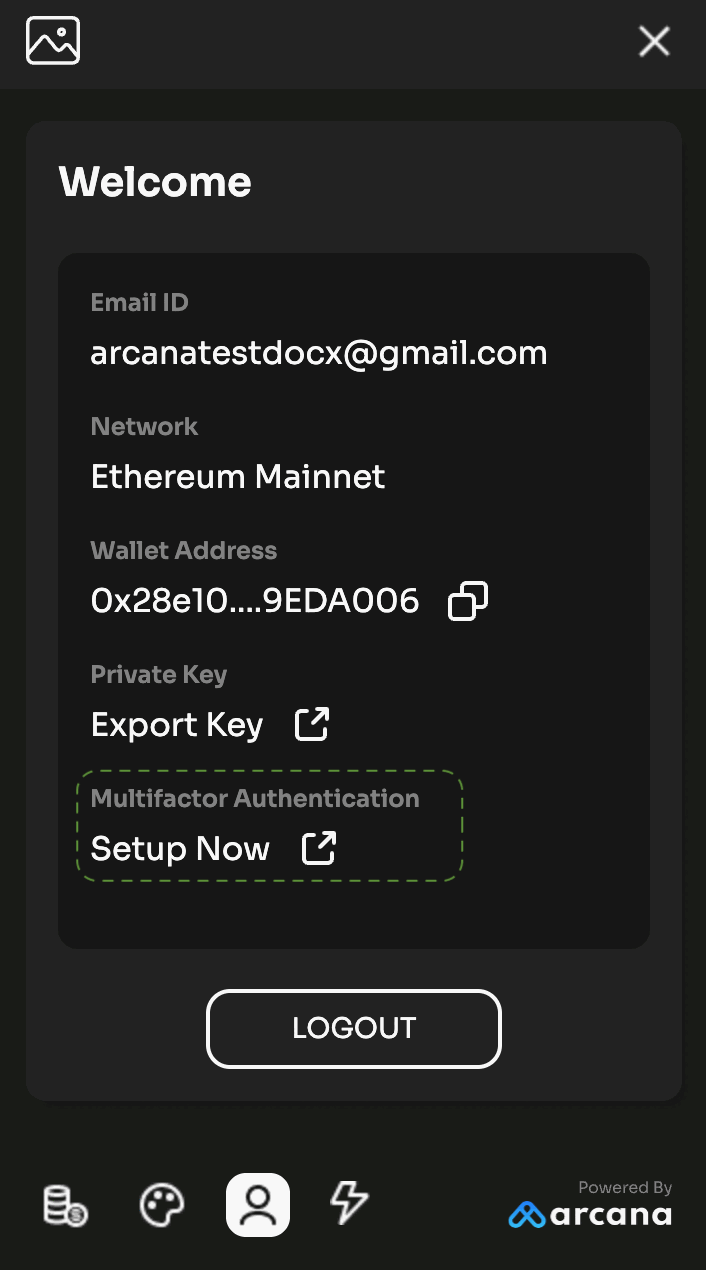 Welcome
Email ID
arcanatestdocx@gmail.com
Network
Ethereum Mainnet
Wallet Address
0x28e10....9EDA006
Private Key
Export Key
Multifactor Authentication
Setup Now
LOGOUT
Powered By
arcana